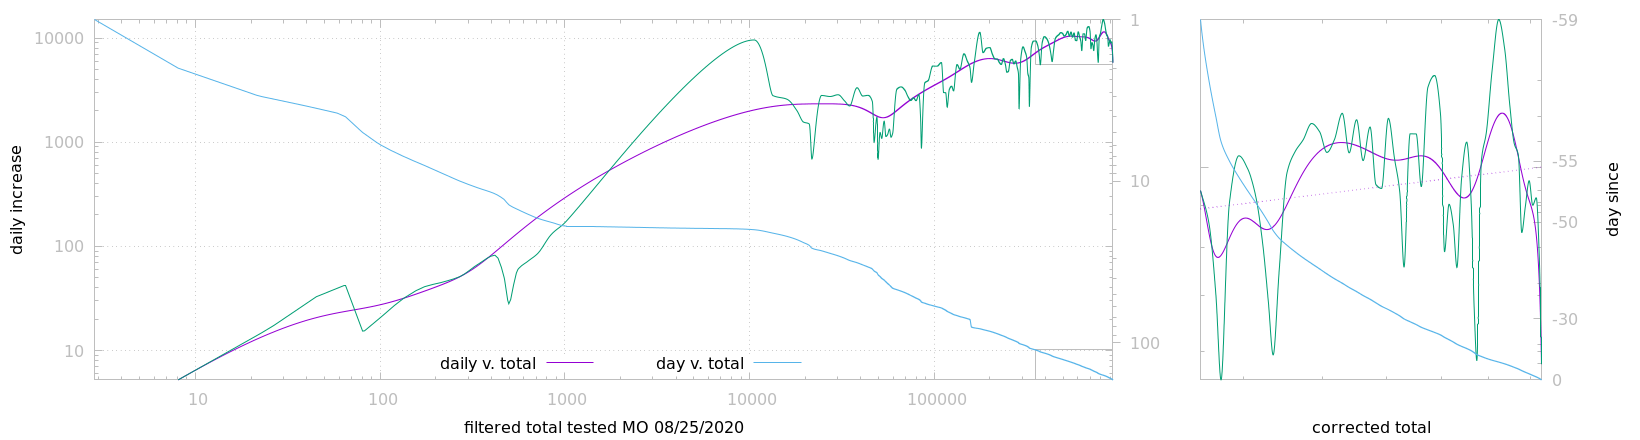 10000
1000
100
10
daily increase
10
100
1000
10000
100000
filtered total tested MO 08/25/2020
daily v. total
day v. total
1
10
100
-59
-55
-50
-30
0
day since
corrected total